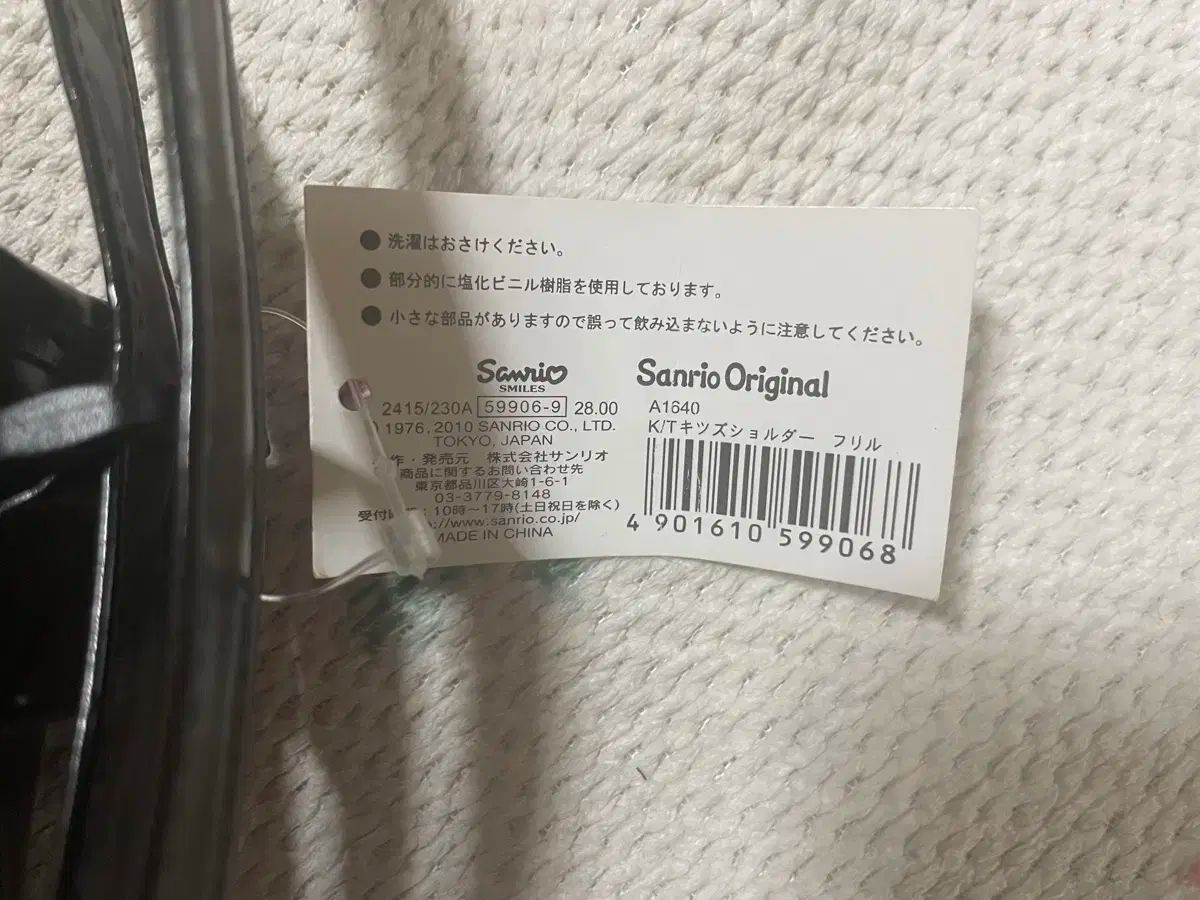 ● 洗濯はおさけください。
● 部分的に塩化ビニル樹脂を使用しております。
● 小さな部品がありますので誤って飲み込まないように注意してください。
Sanrio
SMILES
2415/230A 59906-9 28.00
1976, 2010 SANRIO CO., LTD.
TOKYO, JAPAN
作・発売元 株式会社サンリオ
商品に関するお問い合わせ先
東京都品川区大崎1-6-1
03-3779-8148
受付 : 10時〜17時(土日祝日を除く)
://www.sanrio.co.jp/
MADE IN CHINA
Sanrio Original
A1640
K/Tキッズショルダー フリル
4 901610 599068